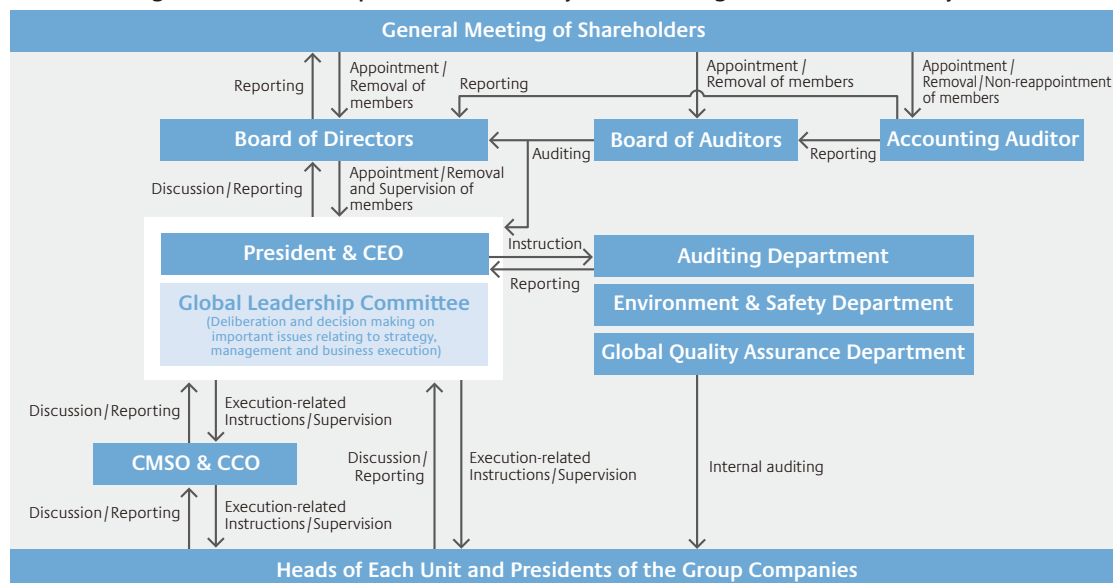 General Meeting of Shareholders
Reporting
Appointment/
Removal of
members
Reporting
Appointment/
Removal of members
Appointment/
Removal/Non-reappointment
of members
Board of Directors
Auditing
Board of Auditors
Reporting
Accounting Auditor
Discussion/Reporting
Appointment/Removal
and Supervision of
members
President & CEO
Instruction
Reporting
Auditing Department
Global Leadership Committee
(Deliberation and decision making on
important issues relating to strategy,
management and business execution)
Environment & Safety Department
Global Quality Assurance Department
Discussion/Reporting
Execution-related
Instructions/Supervision
CMSO & CCO
Discussion/
Reporting
Execution-related
Instructions/Supervision
Internal auditing
Discussion/Reporting
Execution-related
Instructions/Supervision
Heads of Each Unit and Presidents of the Group Companies